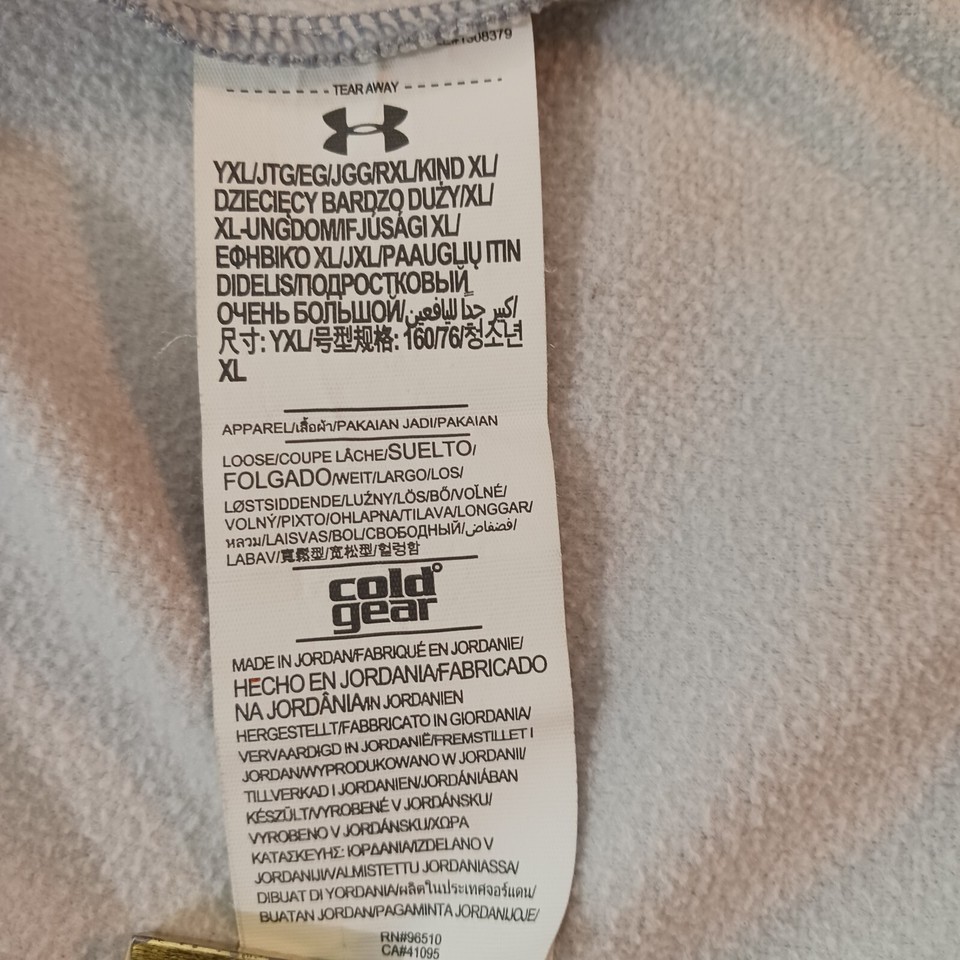 1308379
TEAR AWAY
YXL/JTG/EG/JGG/RXL/KIND XL/
DZIECIĘCY BARDZO DUŻY/XL/
XL-UNGDOM/IFJÚSÁGI XL/
ΕΦΗΒΙΚΟ XL/JXL/PAAUGLIŲ ITIN
DIDELIS/ПОДРОСТКОВЫЙ
ОЧЕНЬ БОЛЬШОЙ/كبير جداً لليافعين/
尺寸: YXL/号型规格: 160/76/청소년
XL
APPAREL/เสื้อผ้า/PAKAIAN JADI/PAKAIAN
LOOSE/COUPE LÂCHE/SUELTO/
FOLGADO/WEIT/LARGO/LOS/
LØSTSIDDENDE/LUŹNY/LÖS/BŐ/VOĽNÉ/
VOLNÝ/ΡΙΧΤΟ/OHLAPNA/TILAVA/LONGGAR/
หลวม/LAISVAS/BOL/СВОБОДНЫЙ/فضفاض/
LABAV/寬鬆型/宽松型/헐렁함
cold°
gear
MADE IN JORDAN/FABRIQUÉ EN JORDANIE/
HECHO EN JORDANIA/FABRICADO
NA JORDÂNIA/IN JORDANIEN
HERGESTELLT/FABBRICATO IN GIORDANIA/
VERVAARDIGD IN JORDANIË/FREMSTILLET I
JORDAN/WYPRODUKOWANO W JORDANII/
TILLVERKAD I JORDANIEN/JORDÁNIÁBAN
KÉSZÜLT/VYROBENÉ V JORDÁNSKU/
VYROBENO V JORDÁNSKU/ΧΩΡΑ
ΚΑΤΑΣΚΕΥΗΣ: ΙΟΡΔΑΝΙΑ/IZDELANO V
JORDANIJI/VALMISTETTU JORDANIASSA/
DIBUAT DI YORDANIA/ผลิตในประเทศจอร์แดน/
BUATAN JORDAN/PAGAMINTA JORDANIJOJE/
RN#96510
CA#41095